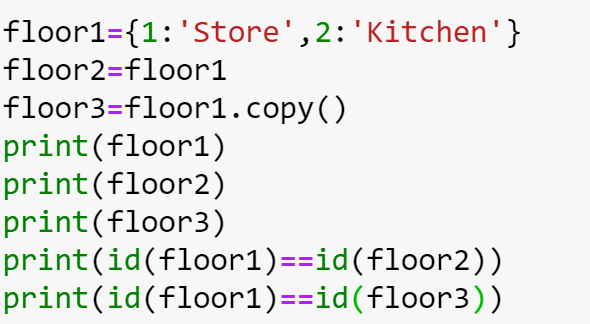 floor1={1:'Store',2:'Kitchen'}
floor2=floor1
floor3=floor1.copy()
print(floor1)
print(floor2)
print(floor3)
print(id(floor1)==id(floor2))
print(id(floor1)==id(floor3))